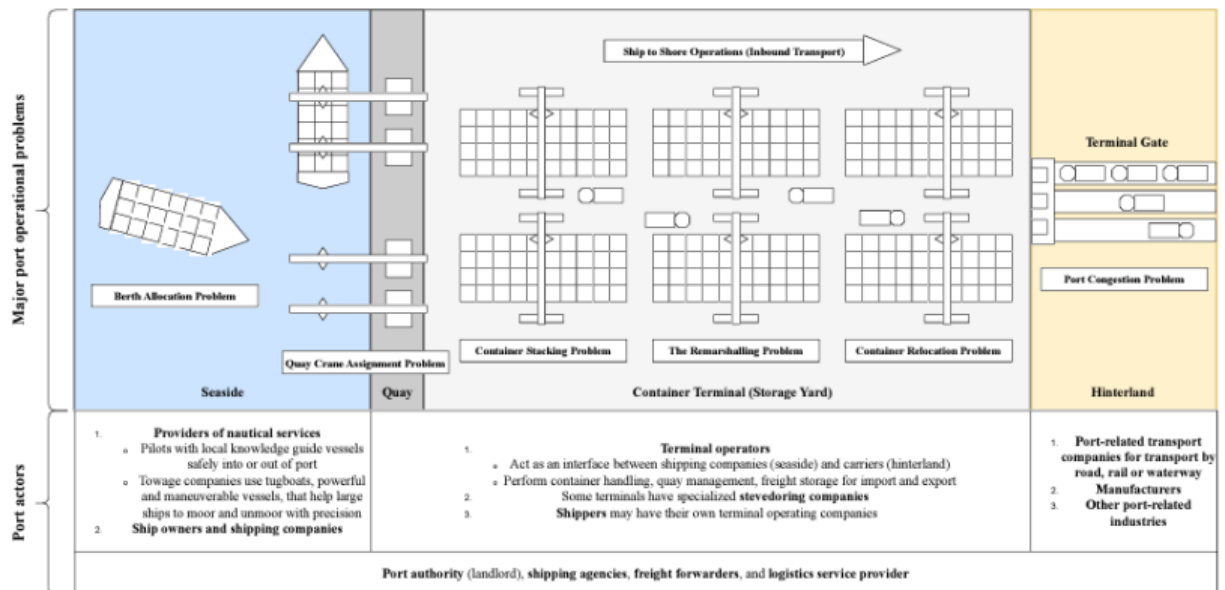 Major port operational problems
Ship to Shore Operations (Inbound Transport)
Terminal Gate
Berth Allocation Problem
Port Congestion Problem
Quay Crane Assignment Problem
Container Stacking Problem
The Remarshalling Problem
Container Relocation Problem
Seaside
Quay
Container Terminal (Storage Yard)
Hinterland
Port actors
1. Providers of nautical services
Pilots with local knowledge guide vessels
safely into or out of port
Towage companies use tugboats, powerful
and maneuverable vessels, that help large
ships to moor and unmoor with precision
2. Ship owners and shipping companies
1. Terminal operators
Act as an interface between shipping companies (seaside) and carriers (hinterland)
Perform container handling, quay management, freight storage for import and export
2. Some terminals have specialized stevedoring companies
3. Shippers may have their own terminal operating companies
1. Port-related transport
companies for transport by
road, rail or waterway
2. Manufacturers
3. Other port-related
industries
Port authority (landlord), shipping agencies, freight forwarders, and logistics service provider